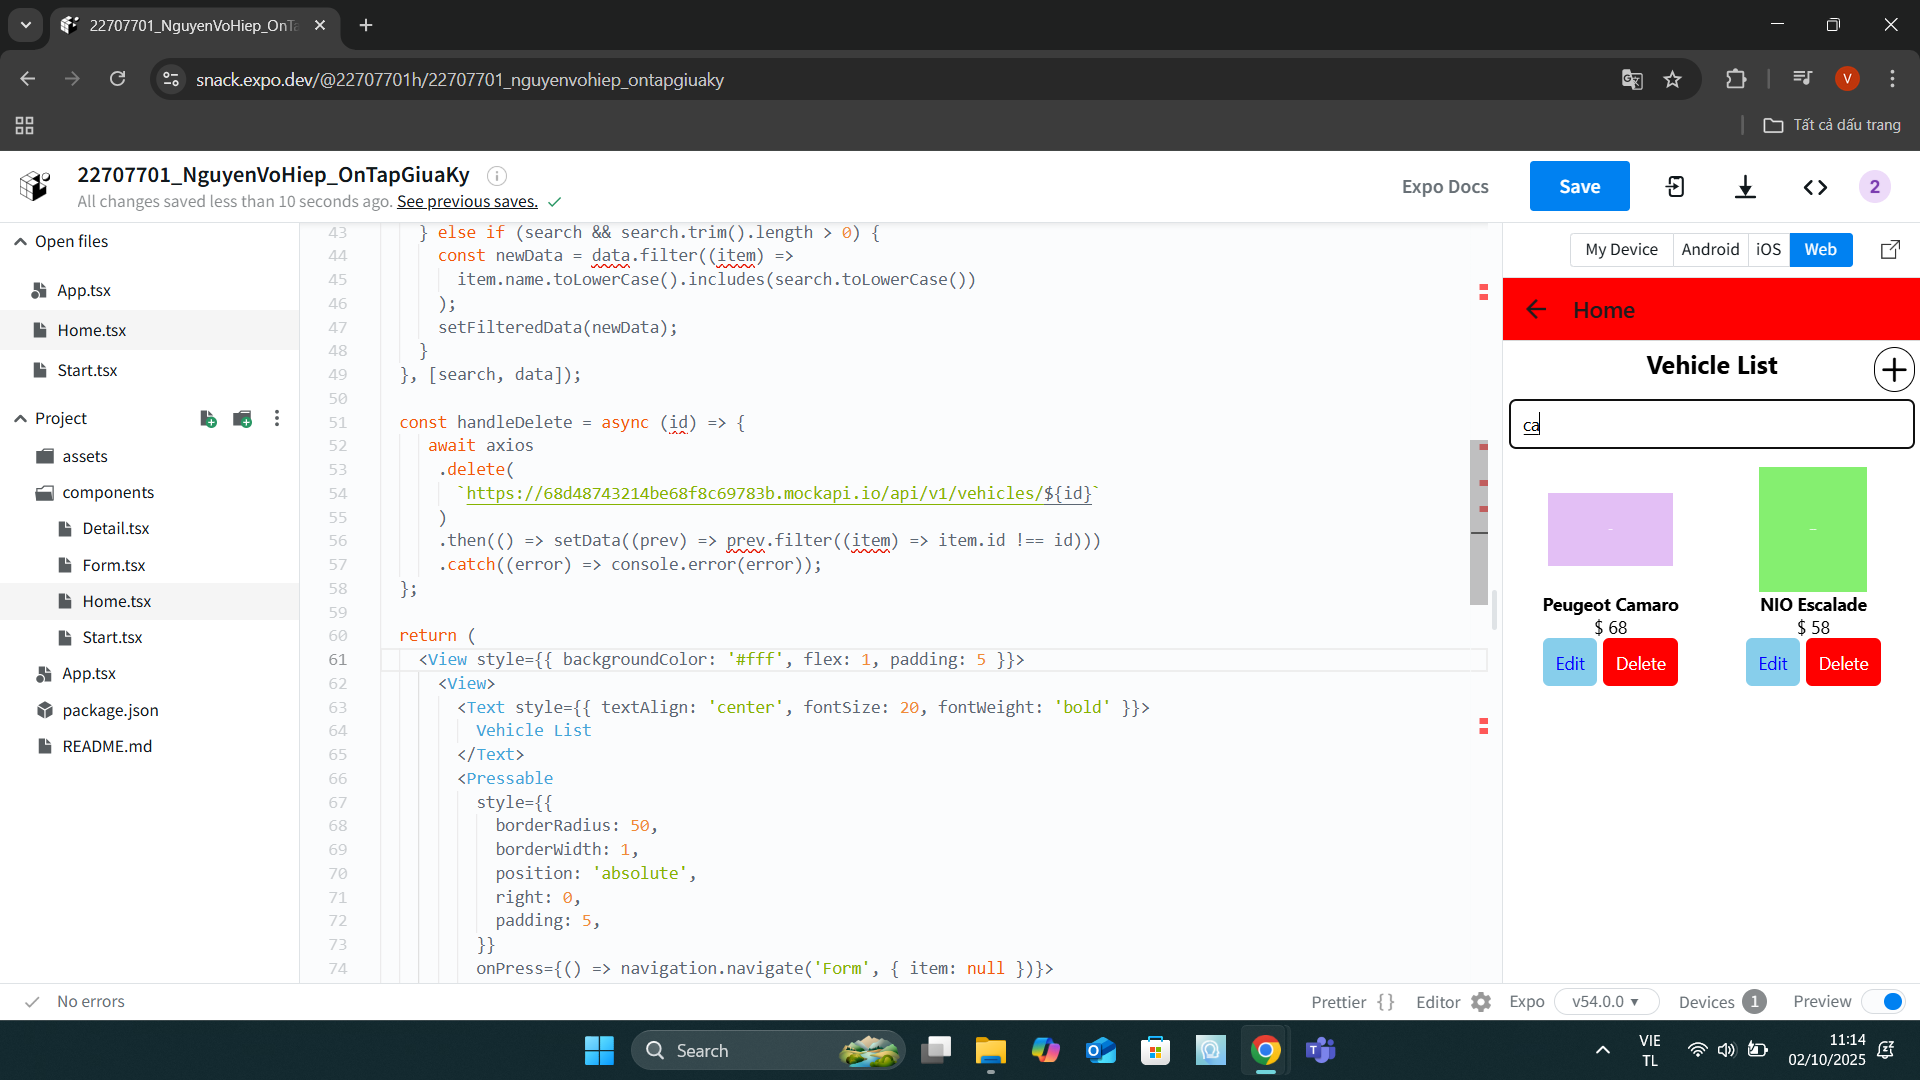 22707701_NguyenVoHiep_OnTa
snack.expo.dev/@22707701h/22707701_nguyenvohiep_ontapgiuaky
V
Tất cả dấu trang
22707701_NguyenVoHiep_OnTapGiuaKy
All changes saved less than 10 seconds ago. See previous saves.
Expo Docs
Save
2
Open files
App.tsx
Home.tsx
Start.tsx
Project
assets
components
Detail.tsx
Form.tsx
Home.tsx
Start.tsx
App.tsx
package.json
README.md
43 } else if (search && search.trim().length > 0) {
44 const newData = data.filter((item) =>
45 item.name.toLowerCase().includes(search.toLowerCase())
46 );
47 setFilteredData(newData);
48 }
49 }, [search, data]);
50
51 const handleDelete = async (id) => {
52 await axios
53 .delete(
54 `https://68d48743214be68f8c69783b.mockapi.io/api/v1/vehicles/${id}`
55 )
56 .then(() => setData((prev) => prev.filter((item) => item.id !== id)))
57 .catch((error) => console.error(error));
58 };
59
60 return (
61 <View style={{ backgroundColor: '#fff', flex: 1, padding: 5 }}>
62 <View>
63 <Text style={{ textAlign: 'center', fontSize: 20, fontWeight: 'bold' }}>
64 Vehicle List
65 </Text>
66 <Pressable
67 style={{
68 borderRadius: 50,
69 borderWidth: 1,
70 position: 'absolute',
71 right: 0,
72 padding: 5,
73 }}
74 onPress={() => navigation.navigate('Form', { item: null })}>
My Device Android iOS Web
Home
Vehicle List
ca
Peugeot Camaro NIO Escalade
$ 68 $ 58
Edit Delete Edit Delete
No errors
Prettier {} Editor Expo v54.0.0 Devices 1 Preview
Search
VIE
TL
11:14
02/10/2025